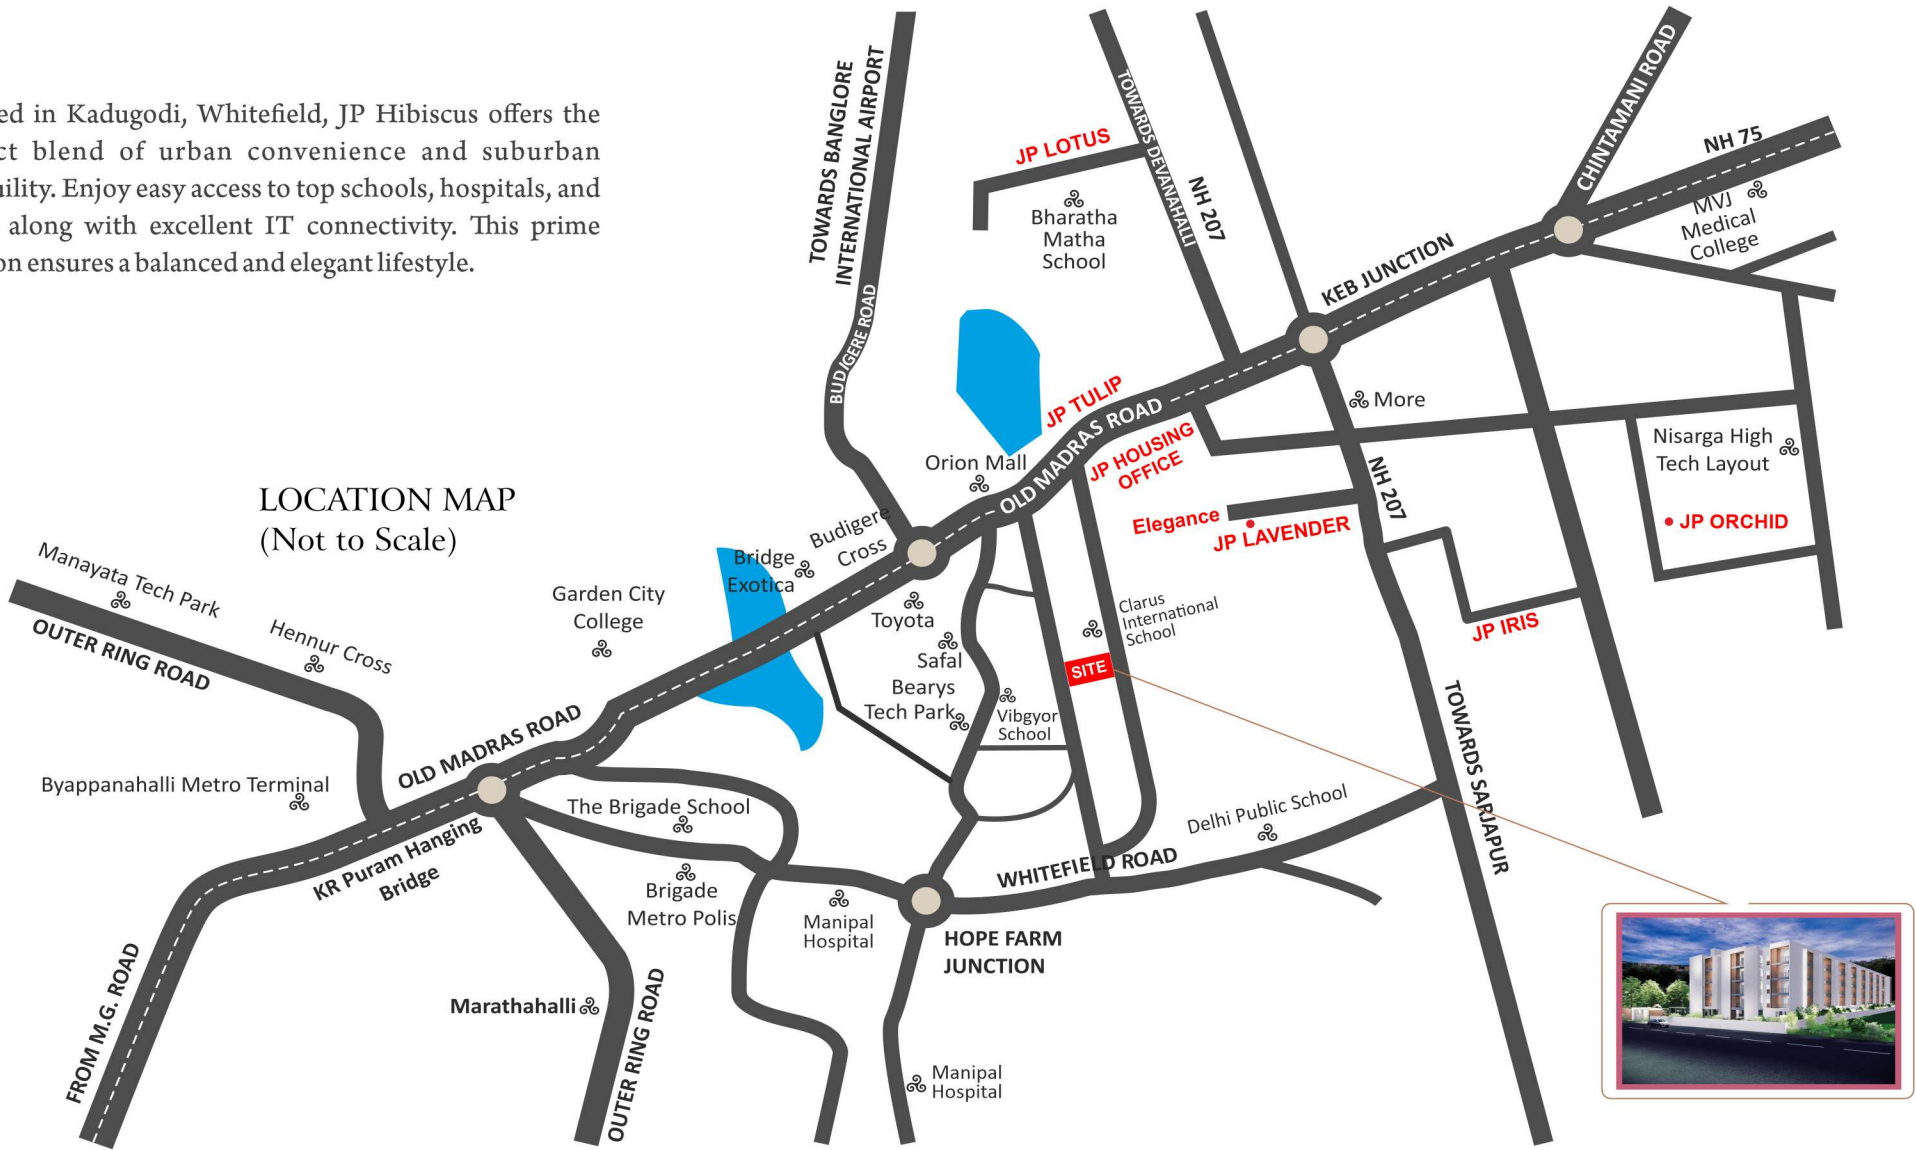 ed in Kadugodi, Whitefield, JP Hibiscus offers the
ct blend of urban convenience and suburban
uility. Enjoy easy access to top schools, hospitals, and
along with excellent IT connectivity. This prime
on ensures a balanced and elegant lifestyle.
LOCATION MAP
(Not to Scale)
TOWARDS BANGLORE
INTERNATIONAL AIRPORT
BUDIGERE ROAD
JP LOTUS
Bharatha
Matha
School
TOWARDS DEVANAHALLI
NH 207
CHINTAMANI ROAD
NH 75
MVJ
Medical
College
KEB JUNCTION
JP TULIP
OLD MADRAS ROAD
JP HOUSING
OFFICE
More
Nisarga High
Tech Layout
JP ORCHID
NH 207
Elegance
JP LAVENDER
JP IRIS
Orion Mall
Budigere
Cross
Bridge
Exotica
Garden City
College
Manayata Tech Park
Hennur Cross
OUTER RING ROAD
Toyota
Safal
Bearys
Tech Park
Vibgyor
School
Clarus
International
School
SITE
OLD MADRAS ROAD
Byappanahalli Metro Terminal
KR Puram Hanging
Bridge
The Brigade School
Brigade
Metro Polis
Manipal
Hospital
WHITEFIELD ROAD
Delhi Public School
TOWARDS SARJAPUR
HOPE FARM
JUNCTION
Marathahalli
OUTER RING ROAD
FROM M.G. ROAD
Manipal
Hospital